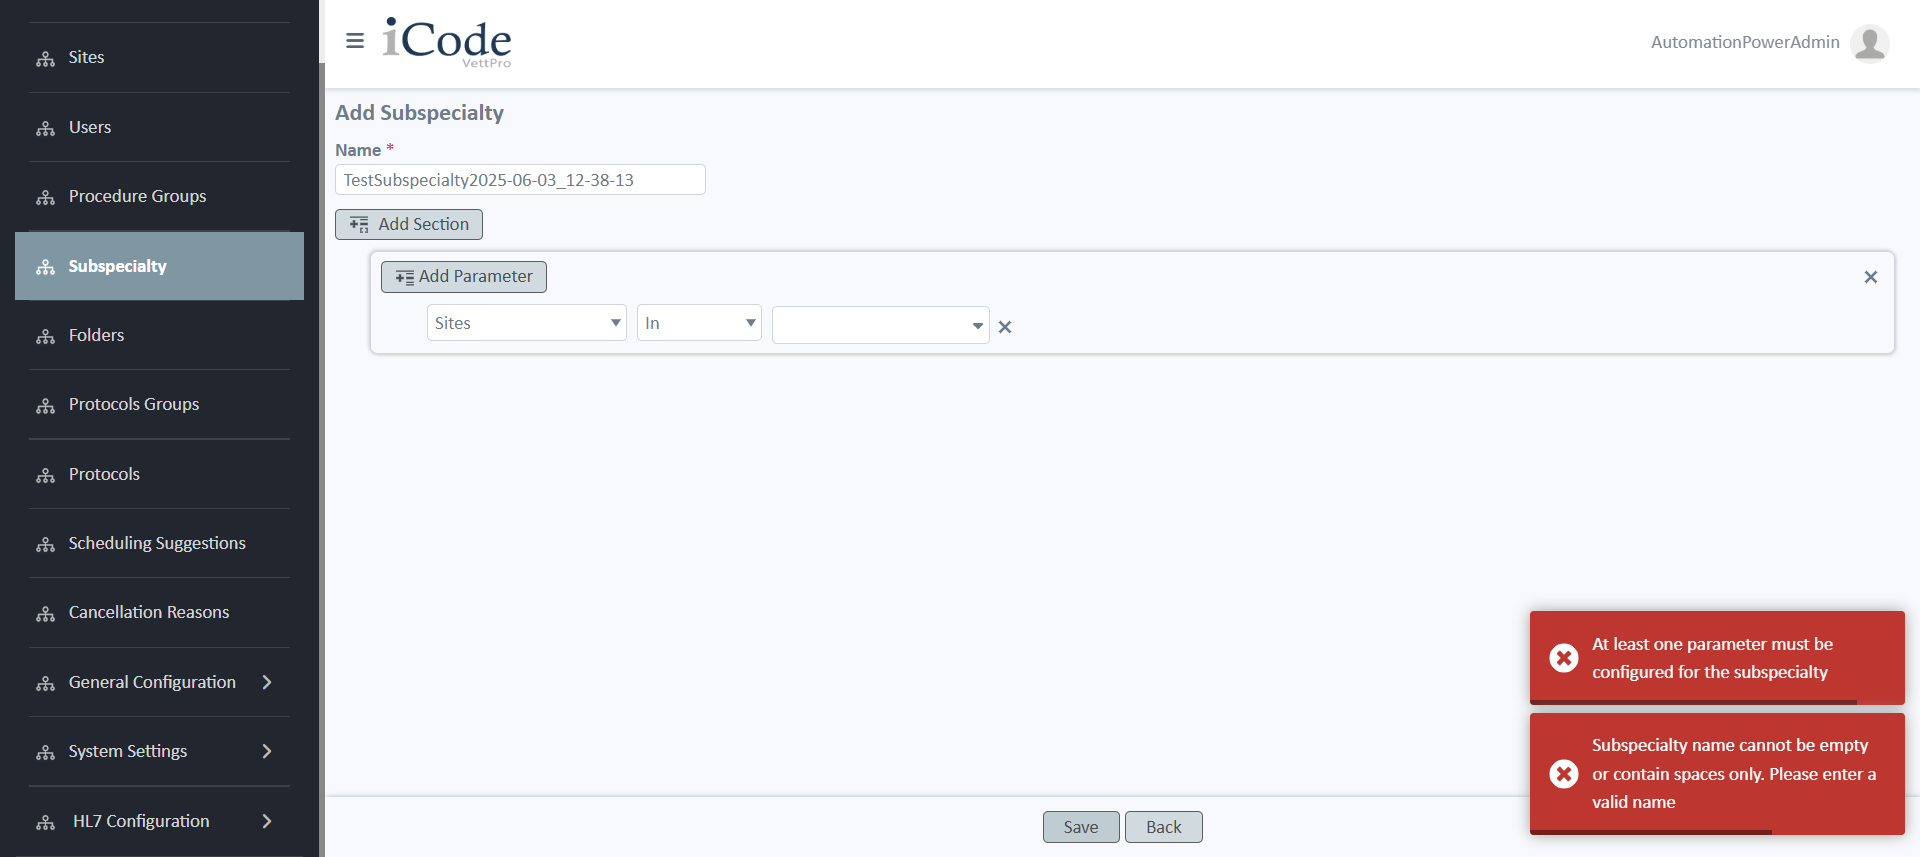 Sites
Users
Procedure Groups
Subspecialty
Folders
Protocols Groups
Protocols
Scheduling Suggestions
Cancellation Reasons
General Configuration
System Settings
HL7 Configuration
iCode
VettPro
AutomationPowerAdmin
Add Subspecialty
Name *
TestSubspecialty2025-06-03_12-38-13
Add Section
Add Parameter
Sites In
At least one parameter must be
configured for the subspecialty
Subspecialty name cannot be empty
or contain spaces only. Please enter a
valid name
Save Back